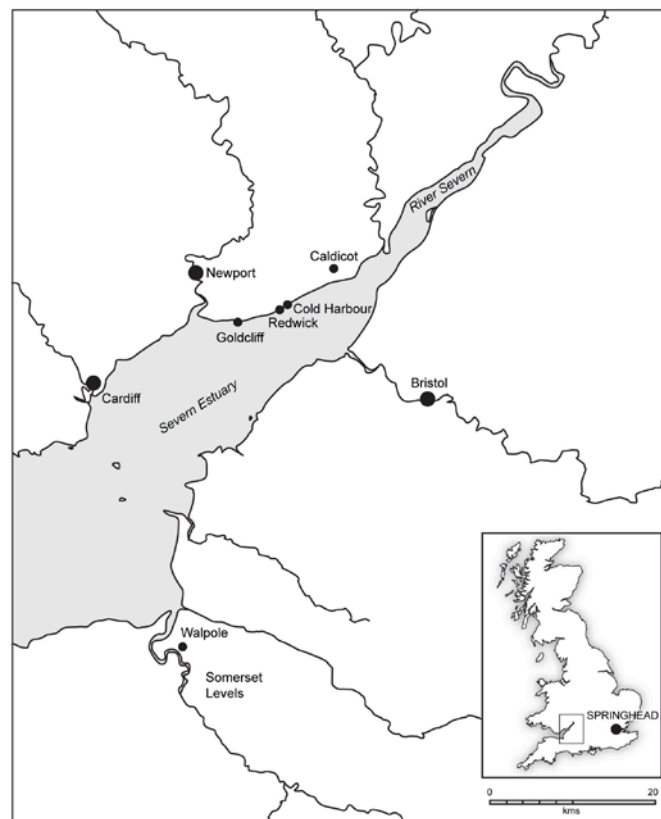 River Severn
Caldicot
Newport
Cold Harbour
Redwick
Goldcliff
Cardiff
Severn Estuary
Bristol
Walpole
Somerset
Levels
SPRINGHEAD
0
20
kms